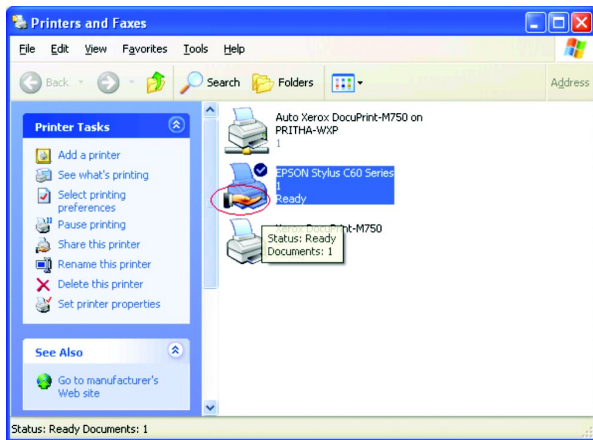 Printers and Faxes
File Edit View Favorites Tools Help
Back Search Folders Address
Printer Tasks
Add a printer
See what's printing
Select printing
preferences
Pause printing
Share this printer
Rename this printer
Delete this printer
Set printer properties
See Also
Go to manufacturer's
Web site
Auto Xerox DocuPrint-M750 on
PRITHA-WXP
1
EPSON Stylus C60 Series
1
Ready
Xerox DocuPrint-M750
Status: Ready
Documents: 1
Status: Ready Documents: 1